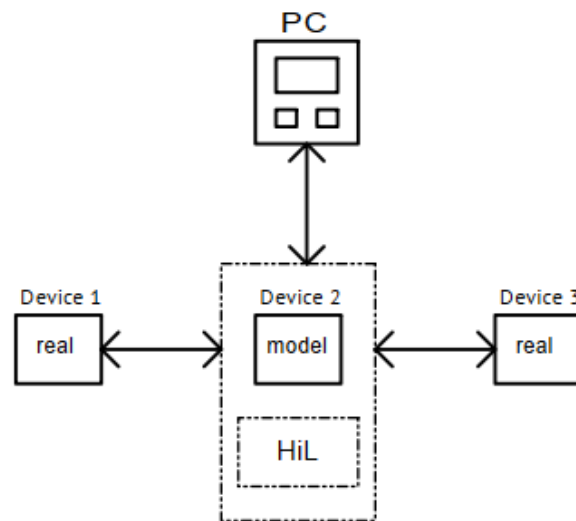 PC
Device 1
Device 2
Device 3
real
model
real
HiL